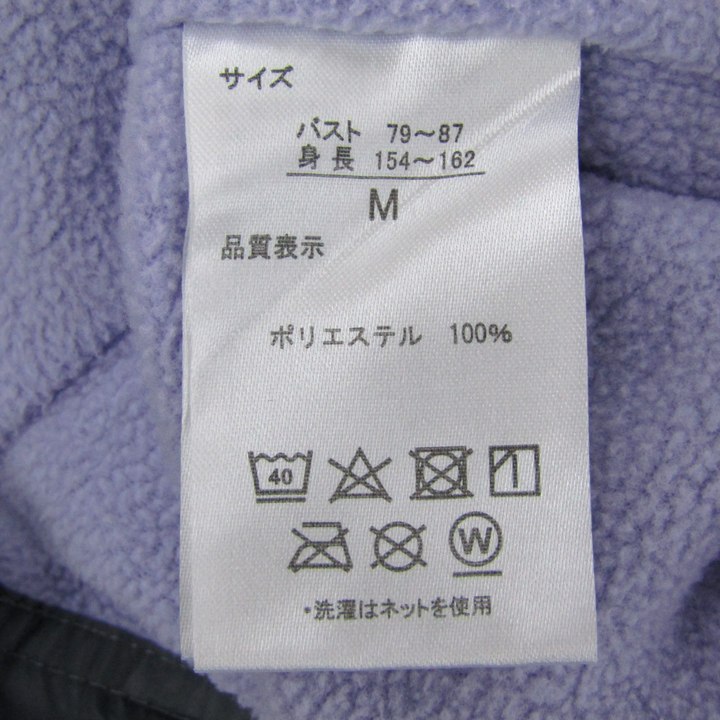 サイズ
バスト 79～87
身長 154～162
M
品質表示
ポリエステル 100%
40
W
・洗濯はネットを使用